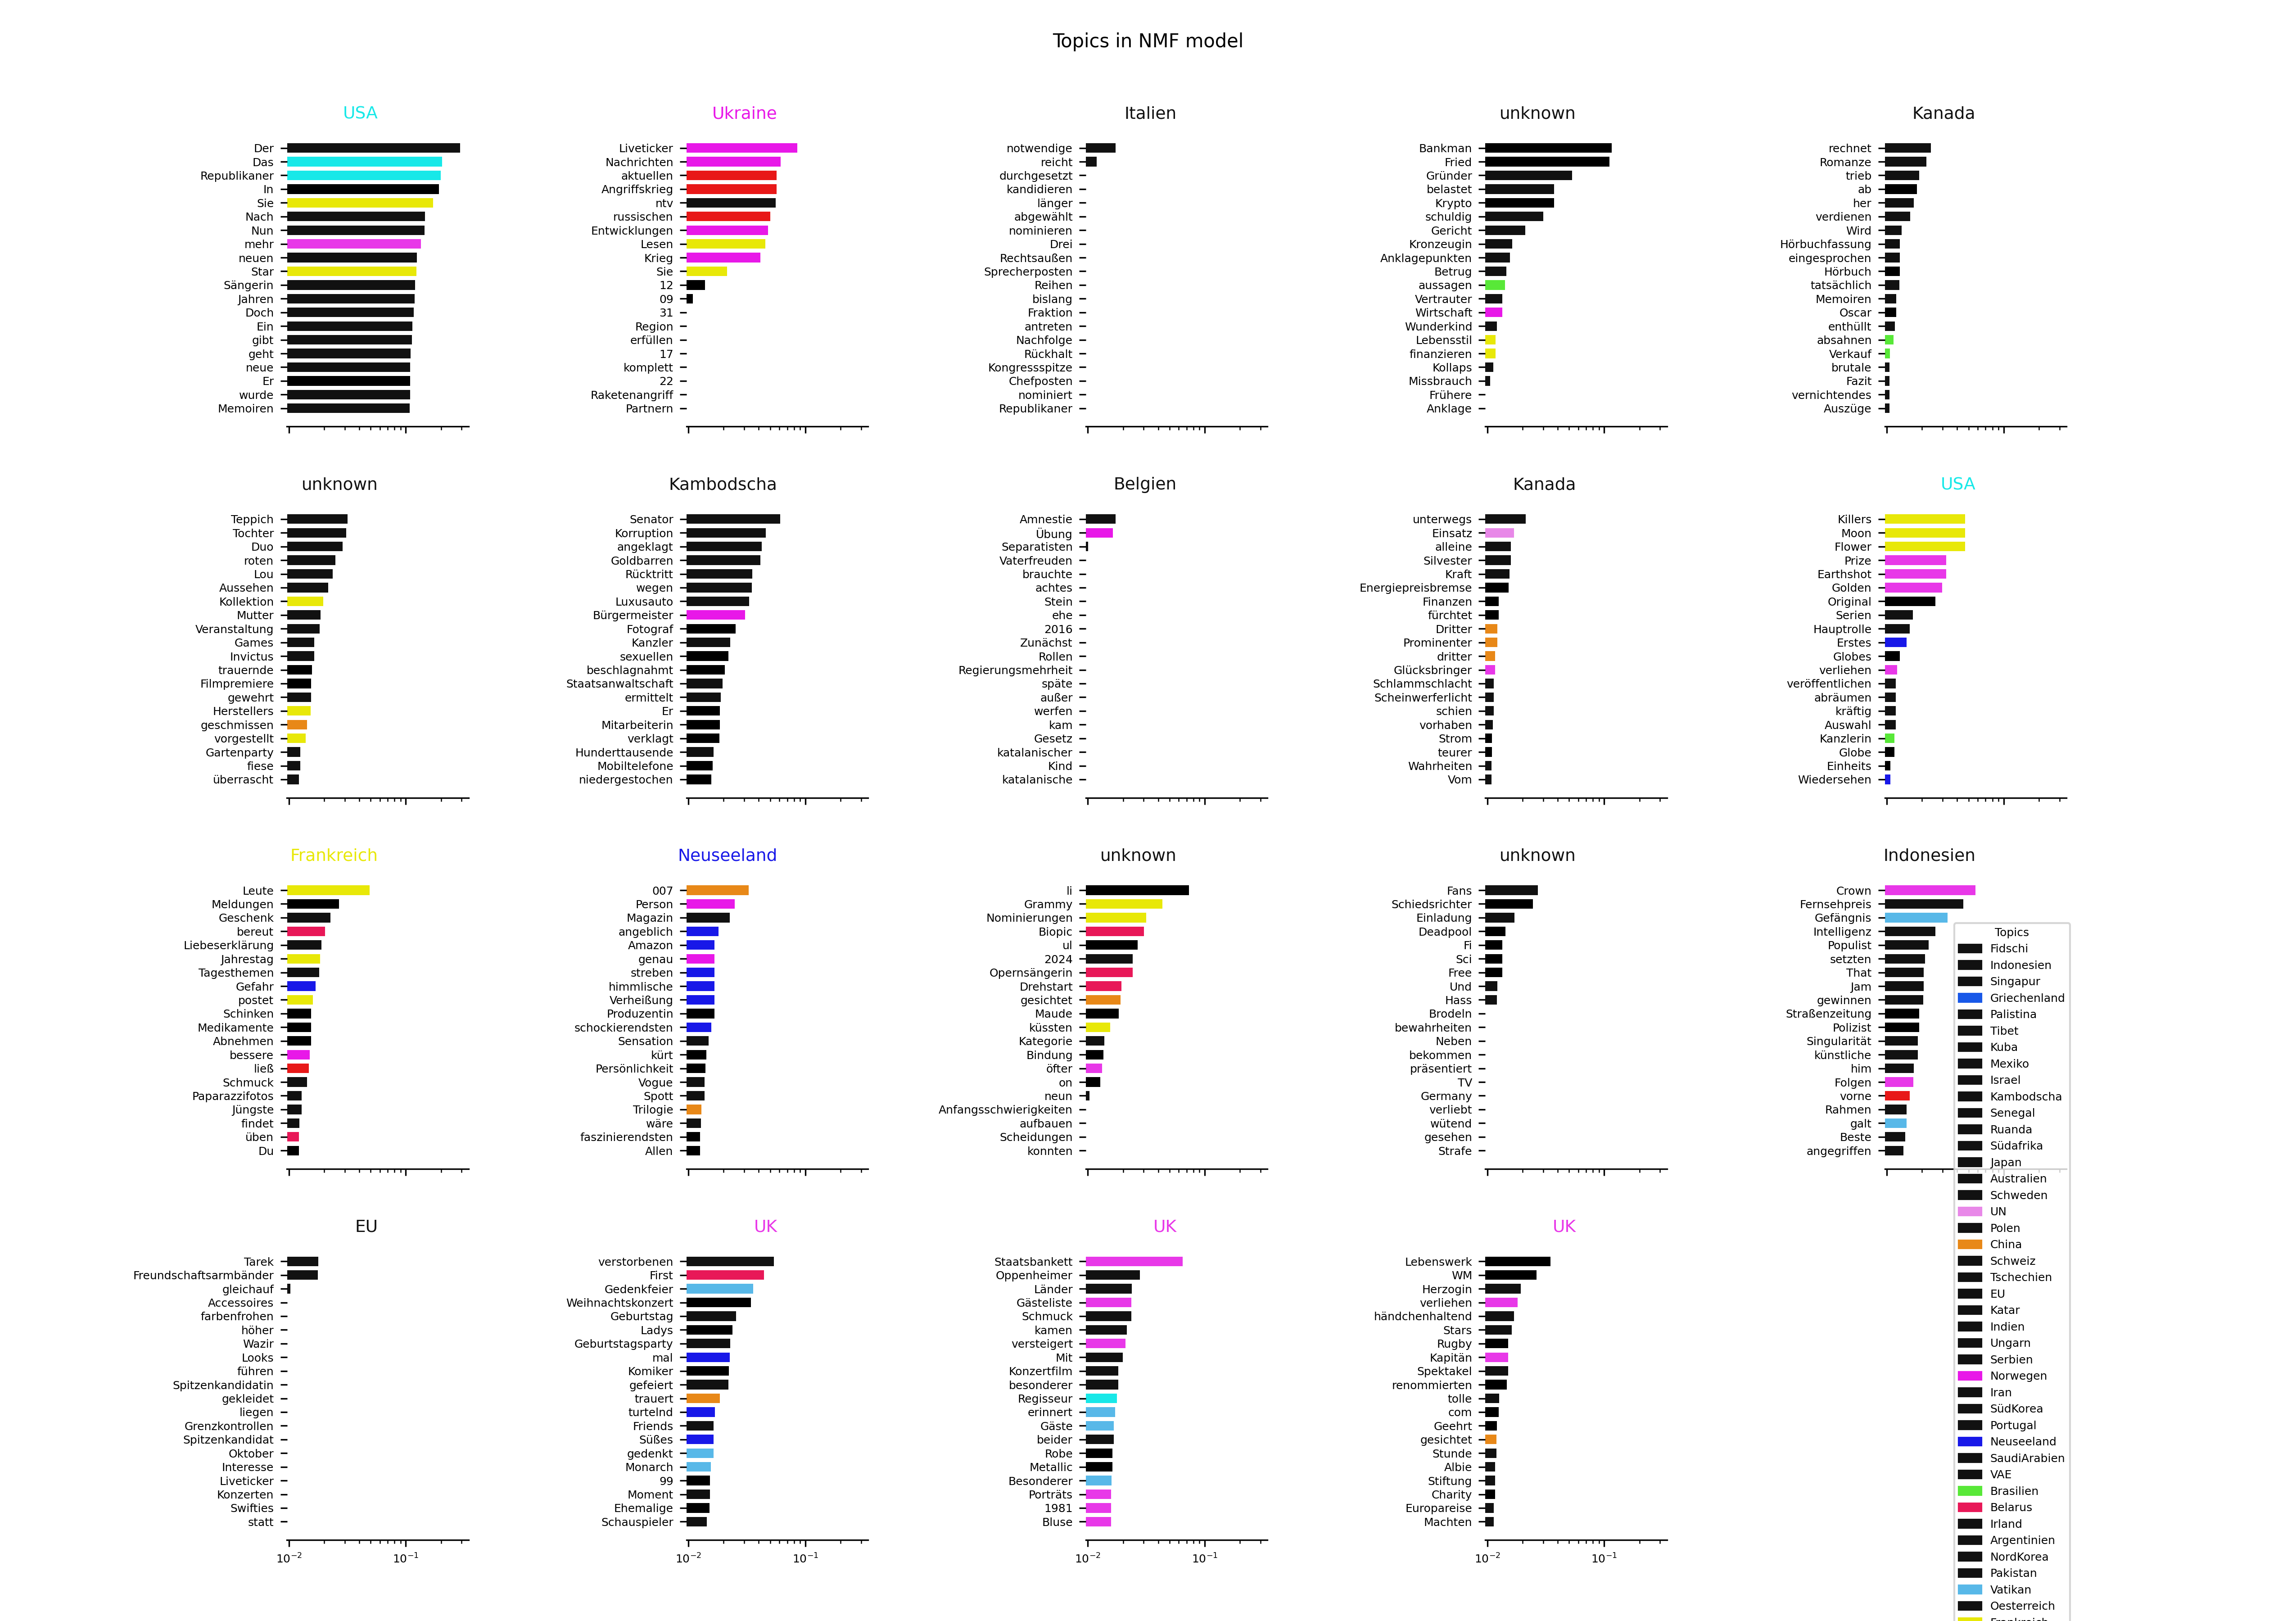 Topics in NMF model
USA
Der
Das
Republikaner
In
Sie
Nach
Nun
mehr
neuen
Star
Sängerin
Jahren
Doch
Ein
gibt
geht
neue
Er
wurde
Memoiren
Ukraine
Liveticker
Nachrichten
aktuellen
Angriffskrieg
ntv
russischen
Entwicklungen
Lesen
Krieg
Sie
12
09
31
Region
erfüllen
17
komplett
22
Raketenangriff
Partnern
Italien
notwendige
reicht
durchgesetzt
kandidieren
länger
abgewählt
nominieren
Drei
Rechtsaußen
Sprecherposten
Reihen
bislang
Fraktion
antreten
Nachfolge
Rückhalt
Kongressspitze
Chefposten
nominiert
Republikaner
unknown
Bankman
Fried
Gründer
belastet
Krypto
schuldig
Gericht
Kronzeugin
Anklagepunkten
Betrug
aussagen
Vertrauter
Wirtschaft
Wunderkind
Lebensstil
finanzieren
Kollaps
Missbrauch
Frühere
Anklage
Kanada
rechnet
Romanze
trieb
ab
her
verdienen
Wird
Hörbuchfassung
eingesprochen
Hörbuch
tatsächlich
Memoiren
Oscar
enthüllt
absahnen
Verkauf
brutale
Fazit
vernichtendes
Auszüge
unknown
Teppich
Tochter
Duo
roten
Lou
Aussehen
Kollektion
Mutter
Veranstaltung
Games
Invictus
trauernde
Filmpremiere
gewehrt
Herstellers
geschmissen
vorgestellt
Gartenparty
fiese
überrascht
Kambodscha
Senator
Korruption
angeklagt
Goldbarren
Rücktritt
wegen
Luxusauto
Bürgermeister
Fotograf
Kanzler
sexuellen
beschlagnahmt
Staatsanwaltschaft
ermittelt
Er
Mitarbeiterin
verklagt
Hunderttausende
Mobiltelefone
niedergestochen
Belgien
Amnestie
Übung
Separatisten
Vaterfreuden
brauchte
achtes
Stein
ehe
2016
Zunächst
Rollen
Regierungsmehrheit
späte
außer
werfen
kam
Gesetz
katalanischer
Kind
katalanische
Kanada
unterwegs
Einsatz
alleine
Silvester
Kraft
Energiepreisbremse
Finanzen
fürchtet
Dritter
Prominenter
dritter
Glücksbringer
Schlammschlacht
Scheinwerferlicht
schien
vorhaben
Strom
teurer
Wahrheiten
Vom
USA
Killers
Moon
Flower
Prize
Earthshot
Golden
Original
Serien
Hauptrolle
Erstes
Globes
verliehen
veröffentlichen
abräumen
kräftig
Auswahl
Kanzlerin
Globe
Einheits
Wiedersehen
Frankreich
Leute
Meldungen
Geschenk
bereut
Liebeserklärung
Jahrestag
Tagesthemen
Gefahr
postet
Schinken
Medikamente
Abnehmen
bessere
ließ
Schmuck
Paparazzifotos
Jüngste
findet
üben
Du
Neuseeland
007
Person
Magazin
angeblich
Amazon
genau
streben
himmlische
Verheißung
Produzentin
schockierendsten
Sensation
kürt
Persönlichkeit
Vogue
Spott
Trilogie
wäre
faszinierendsten
Allen
unknown
li
Grammy
Nominierungen
Biopic
ul
2024
Opernsängerin
Drehstart
gesichtet
Maude
küssten
Kategorie
Bindung
öfter
on
neun
Anfangsschwierigkeiten
aufbauen
Scheidungen
konnten
unknown
Fans
Schiedsrichter
Einladung
Deadpool
Fi
Sci
Free
Und
Hass
Brodeln
bewahrheiten
Neben
bekommen
präsentiert
TV
Germany
verliebt
wütend
gesehen
Strafe
Indonesien
Crown
Fernsehpreis
Gefängnis
Intelligenz
Populist
setzten
That
Jam
gewinnen
Straßenzeitung
Polizist
Singularität
künstliche
him
Folgen
vorne
Rahmen
galt
Beste
angegriffen
EU
Tarek
Freundschaftsarmbänder
gleichauf
Accessoires
farbenfrohen
höher
Wazir
Looks
führen
Spitzenkandidatin
gekleidet
liegen
Grenzkontrollen
Spitzenkandidat
Oktober
Interesse
Liveticker
Konzerten
Swifties
statt
10⁻² 10⁻¹
UK
verstorbenen
First
Gedenkfeier
Weihnachtskonzert
Geburtstag
Ladys
Geburtstagsparty
mal
Komiker
gefeiert
trauert
turtelnd
Friends
Süßes
gedenkt
Monarch
99
Moment
Ehemalige
Schauspieler
10⁻² 10⁻¹
UK
Staatsbankett
Oppenheimer
Länder
Gästeliste
Schmuck
kamen
versteigert
Mit
Konzertfilm
besonderer
Regisseur
erinnert
Gäste
beider
Robe
Metallic
Besonderer
Porträts
1981
Bluse
10⁻² 10⁻¹
UK
Lebenswerk
WM
Herzogin
verliehen
händchenhaltend
Stars
Rugby
Kapitän
Spektakel
renommierten
tolle
com
Geehrt
gesichtet
Stunde
Albie
Stiftung
Charity
Europareise
Machten
10⁻² 10⁻¹
Topics
Fidschi
Indonesien
Singapur
Griechenland
Palistina
Tibet
Kuba
Mexiko
Israel
Kambodscha
Senegal
Ruanda
Südafrika
Japan
Australien
Schweden
UN
Polen
China
Schweiz
Tschechien
EU
Katar
Indien
Ungarn
Serbien
Norwegen
Iran
SüdKorea
Portugal
Neuseeland
SaudiArabien
VAE
Brasilien
Belarus
Irland
Argentinien
NordKorea
Pakistan
Vatikan
Oesterreich